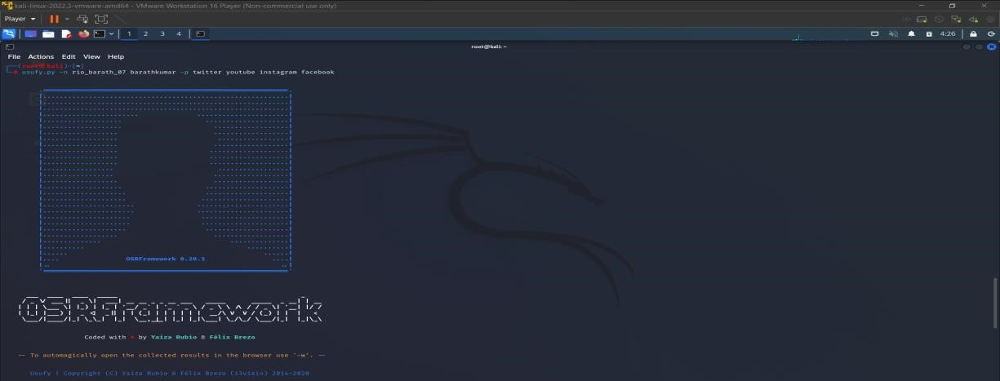 kali-linux-2022.3-vmware-amd64 - VMware Workstation 16 Player (Non-commercial use only)
Player
1 2 3 4
4:26
root@kali: ~
File Actions Edit View Help
(root㉿kali)-[~]
# usufy.py -n rio_barath_07 barathkumar -p twitter youtube instagram facebook
OSRFramework 0.20.1
OSRFramework
Coded with ♥ by Yaiza Rubio & Félix Brezo
-- To automagically open the collected results in the browser use '-w'. --
Usufy | Copyright (C) Yaiza Rubio & Félix Brezo (i3visio) 2014-2020